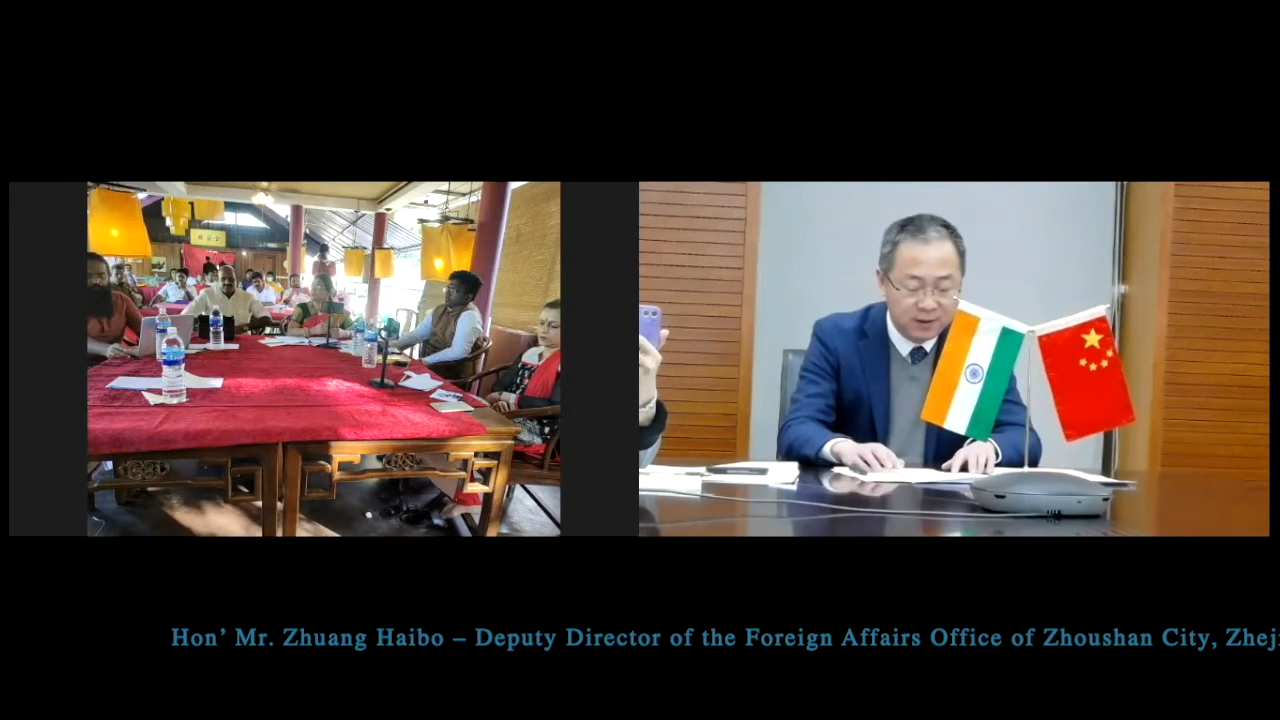 Hon’ Mr. Zhuang Haibo – Deputy Director of the Foreign Affairs Office of Zhoushan City, Zhej